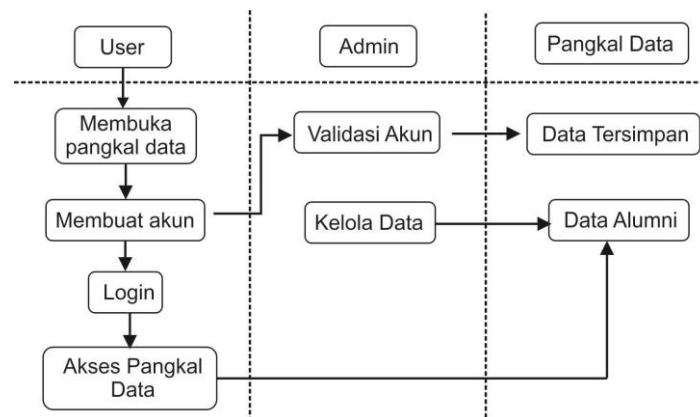 User
Admin
Pangkal Data
Membuka
pangkal data
Validasi Akun
Data Tersimpan
Membuat akun
Kelola Data
Data Alumni
Login
Akses Pangkal
Data